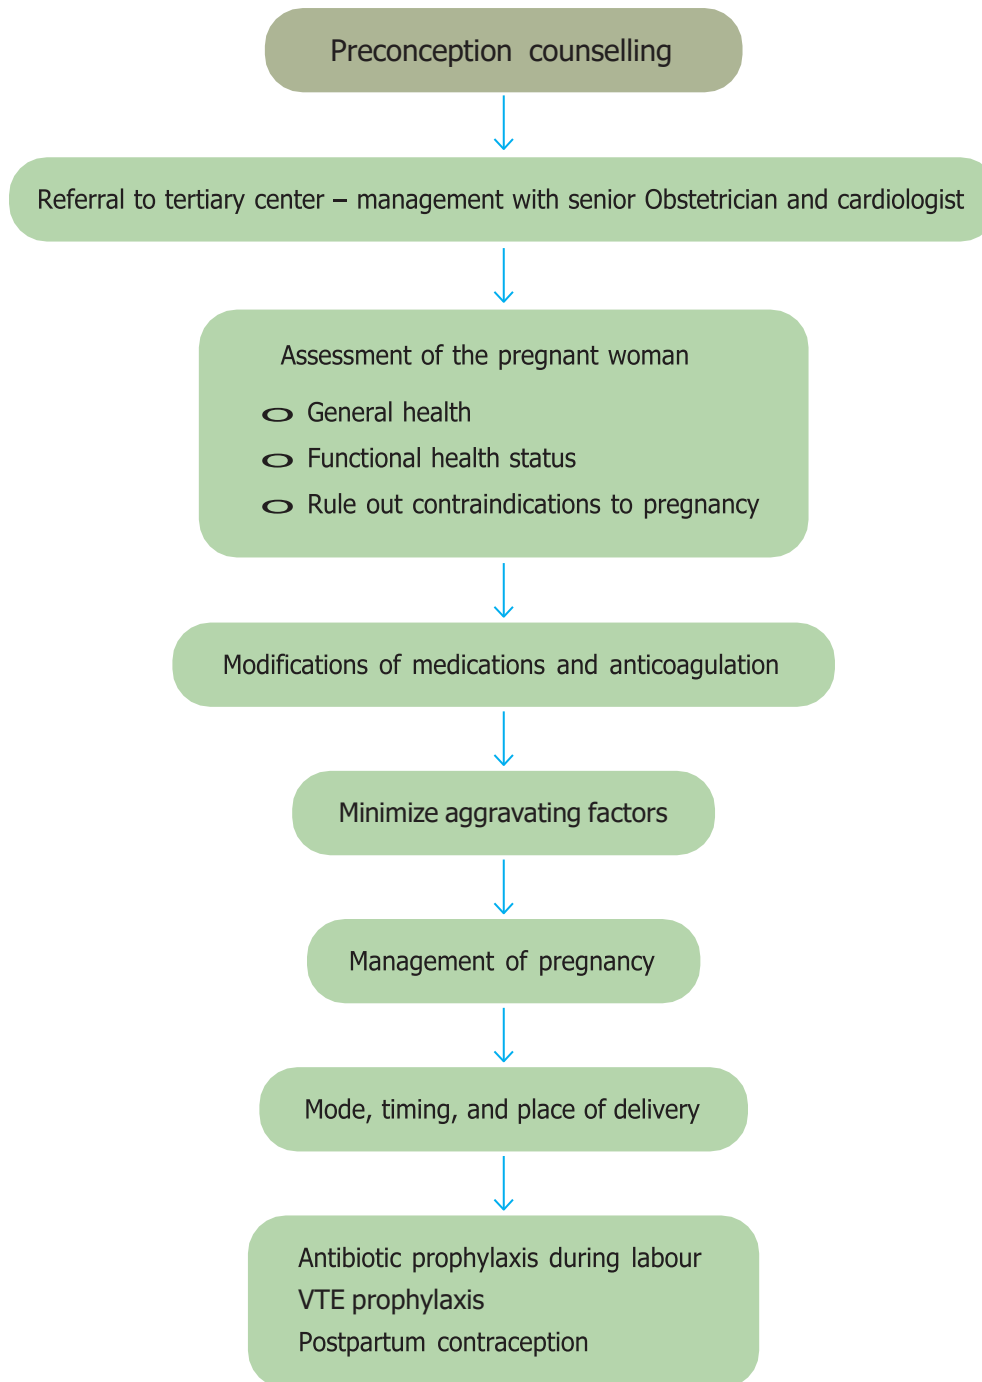 Preconception counselling
Referral to tertiary center – management with senior Obstetrician and cardiologist
Assessment of the pregnant woman
General health
Functional health status
Rule out contraindications to pregnancy
Modifications of medications and anticoagulation
Minimize aggravating factors
Management of pregnancy
Mode, timing, and place of delivery
Antibiotic prophylaxis during labour
VTE prophylaxis
Postpartum contraception